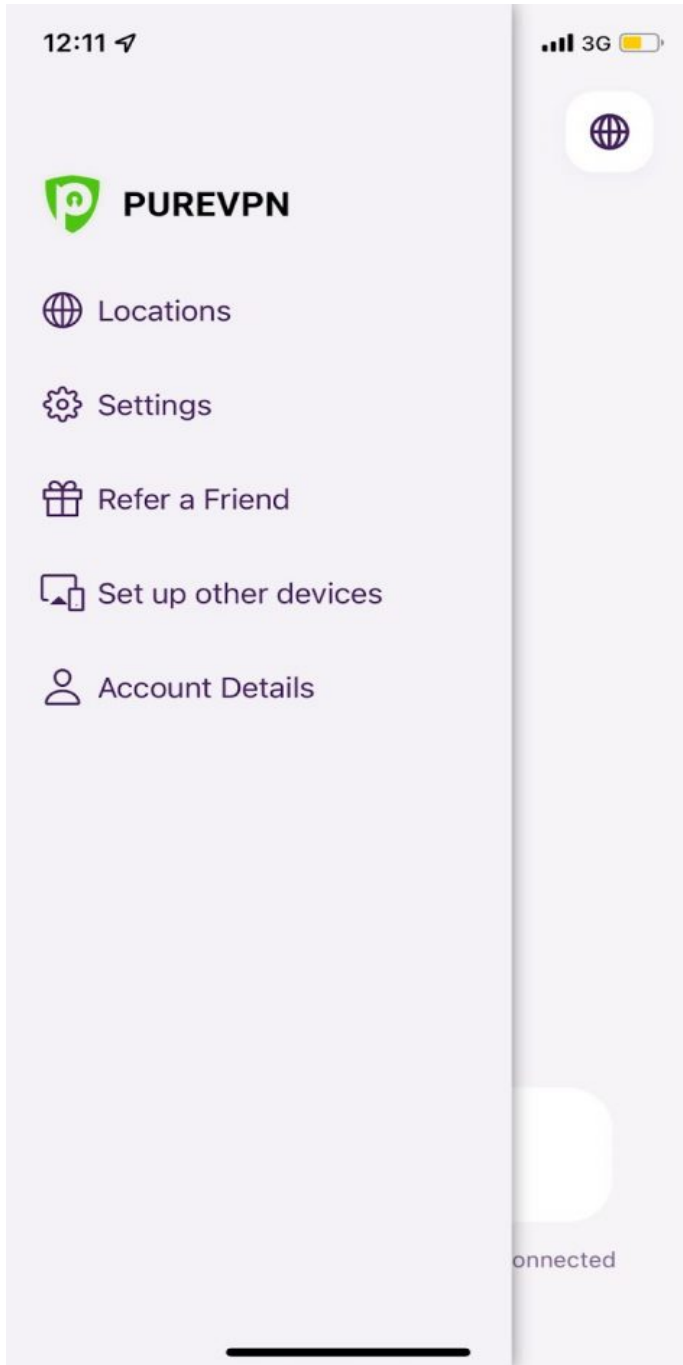 12:11
3G
PUREVPN
Locations
Settings
Refer a Friend
Set up other devices
Account Details
onnected